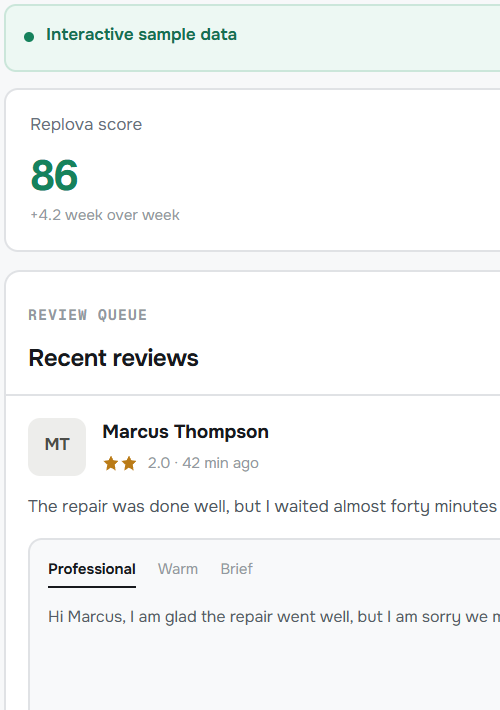 Interactive sample data
Replova score
86
+4.2 week over week
REVIEW QUEUE
Recent reviews
MT
Marcus Thompson
2.0 · 42 min ago
The repair was done well, but I waited almost forty minutes
Professional Warm Brief
Hi Marcus, I am glad the repair went well, but I am sorry we